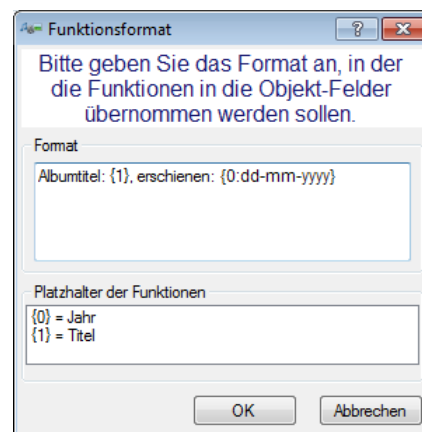 Funktionsformat
Bitte geben Sie das Format an, in der
die Funktionen in die Objekt-Felder
übernommen werden sollen.
Format
Albumtitel: {1}, erschienen: {0:dd-mm-yyyy}
Platzhalter der Funktionen
{0} = Jahr
{1} = Titel
OK Abbrechen